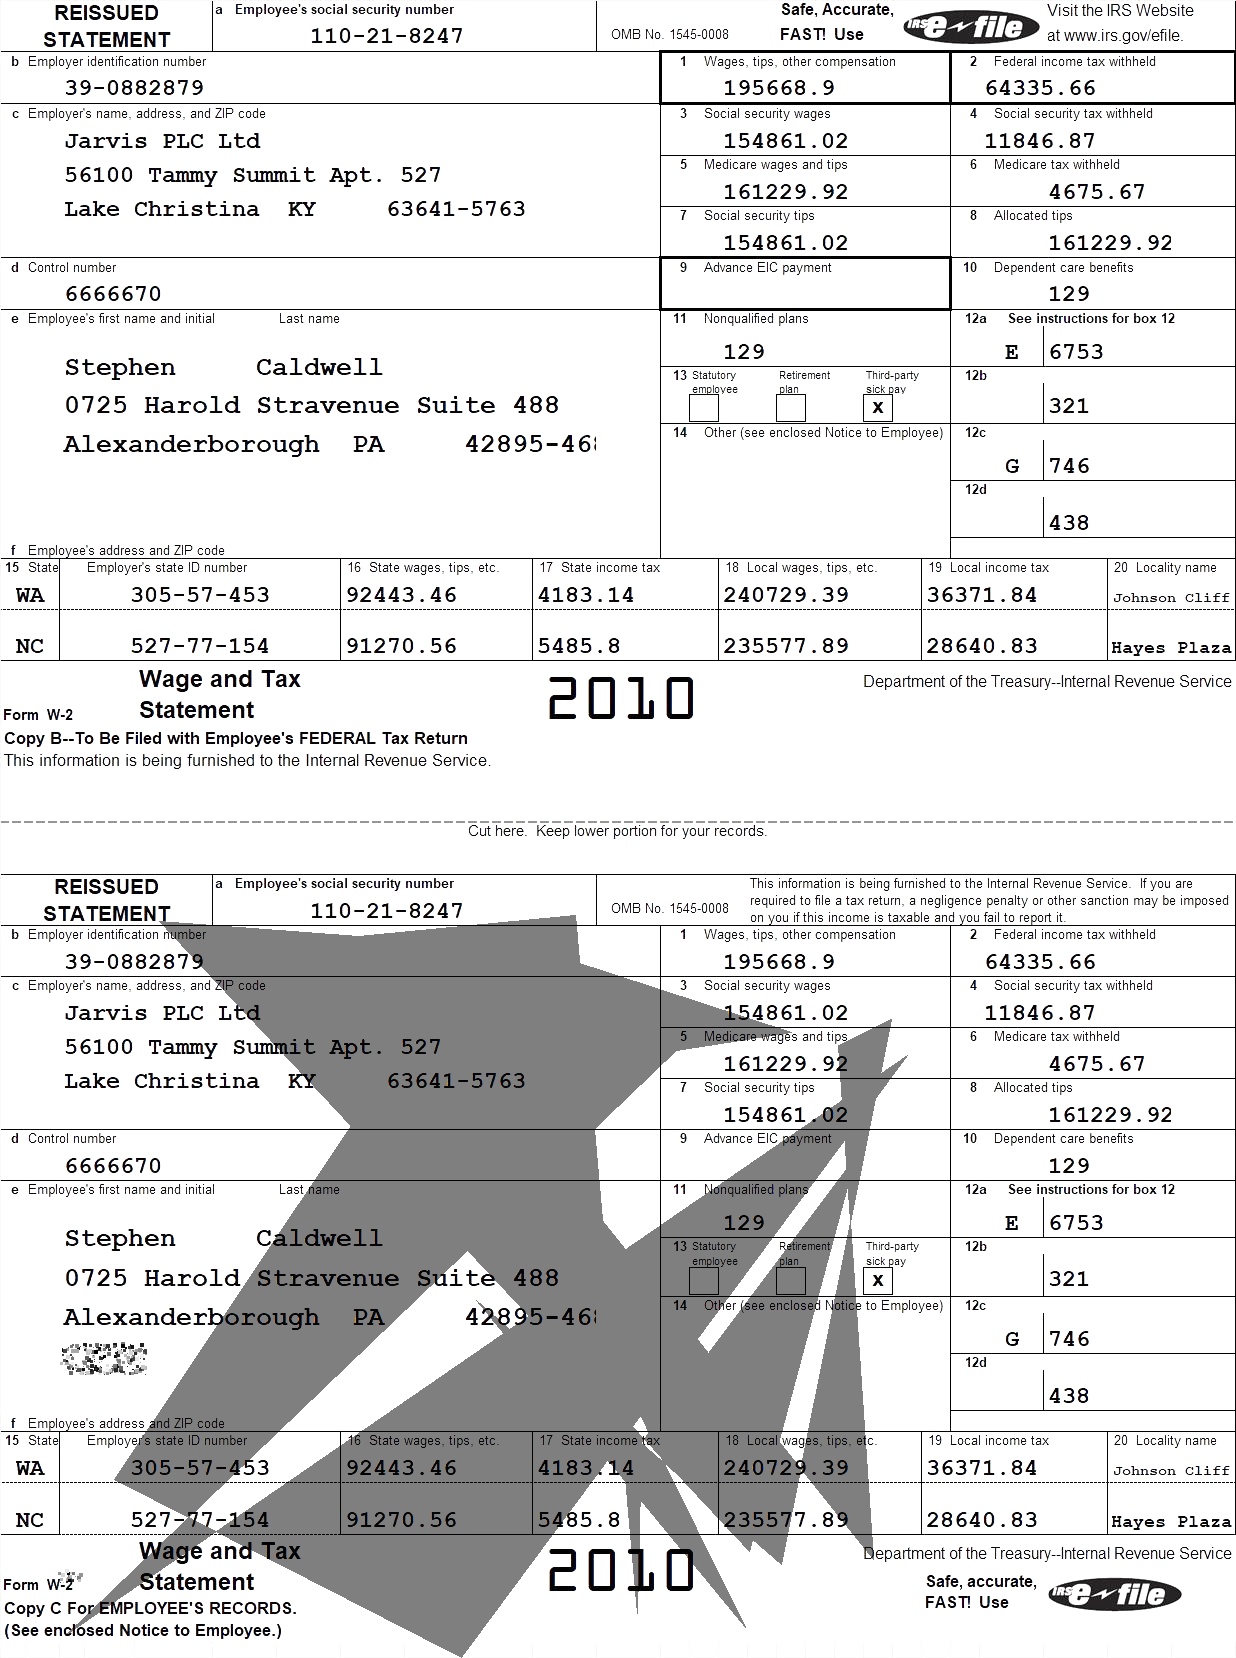 REISSUED STATEMENT
a Employee's social security number
110-21-8247
OMB No. 1545-0008
Safe, Accurate, FAST! Use
IRS e-file
Visit the IRS Website at www.irs.gov/efile.
b Employer identification number
39-0882879
1 Wages, tips, other compensation
195668.9
2 Federal income tax withheld
64335.66
c Employer's name, address, and ZIP code
Jarvis PLC Ltd
56100 Tammy Summit Apt. 527
Lake Christina KY 63641-5763
3 Social security wages
154861.02
4 Social security tax withheld
11846.87
5 Medicare wages and tips
161229.92
6 Medicare tax withheld
4675.67
7 Social security tips
154861.02
8 Allocated tips
161229.92
d Control number
6666670
9 Advance EIC payment
10 Dependent care benefits
129
e Employee's first name and initial Last name
Stephen Caldwell
0725 Harold Stravenue Suite 488
Alexanderborough PA 42895-468
11 Nonqualified plans
129
12a See instructions for box 12
E 6753
13 Statutory employee Retirement plan Third-party sick pay
X
12b
321
14 Other (see enclosed Notice to Employee)
12c
G 746
12d
438
f Employee's address and ZIP code
15 State Employer's state ID number 16 State wages, tips, etc. 17 State income tax 18 Local wages, tips, etc. 19 Local income tax 20 Locality name
WA 305-57-453 92443.46 4183.14 240729.39 36371.84 Johnson Cliff
NC 527-77-154 91270.56 5485.8 235577.89 28640.83 Hayes Plaza
Form W-2 Wage and Tax Statement
2010
Department of the Treasury--Internal Revenue Service
Copy B--To Be Filed with Employee's FEDERAL Tax Return
This information is being furnished to the Internal Revenue Service.
Cut here. Keep lower portion for your records.
REISSUED STATEMENT
a Employee's social security number
110-21-8247
OMB No. 1545-0008
This information is being furnished to the Internal Revenue Service. If you are
required to file a tax return, a negligence penalty or other sanction may be imposed
on you if this income is taxable and you fail to report it.
b Employer identification number
39-0882879
1 Wages, tips, other compensation
195668.9
2 Federal income tax withheld
64335.66
c Employer's name, address, and ZIP code
Jarvis PLC Ltd
56100 Tammy Summit Apt. 527
Lake Christina KY 63641-5763
3 Social security wages
154861.02
4 Social security tax withheld
11846.87
5 Medicare wages and tips
161229.92
6 Medicare tax withheld
4675.67
7 Social security tips
154861.02
8 Allocated tips
161229.92
d Control number
6666670
9 Advance EIC payment
10 Dependent care benefits
129
e Employee's first name and initial Last name
Stephen Caldwell
0725 Harold Stravenue Suite 488
Alexanderborough PA 42895-468
11 Nonqualified plans
129
12a See instructions for box 12
E 6753
13 Statutory employee Retirement plan Third-party sick pay
X
12b
321
14 Other (see enclosed Notice to Employee)
12c
G 746
12d
438
f Employee's address and ZIP code
15 State Employer's state ID number 16 State wages, tips, etc. 17 State income tax 18 Local wages, tips, etc. 19 Local income tax 20 Locality name
WA 305-57-453 92443.46 4183.14 240729.39 36371.84 Johnson Cliff
NC 527-77-154 91270.56 5485.8 235577.89 28640.83 Hayes Plaza
Form W-2 Wage and Tax Statement
2010
Department of the Treasury--Internal Revenue Service
Safe, accurate, FAST! Use
IRS e-file
Copy C For EMPLOYEE'S RECORDS.
(See enclosed Notice to Employee.)